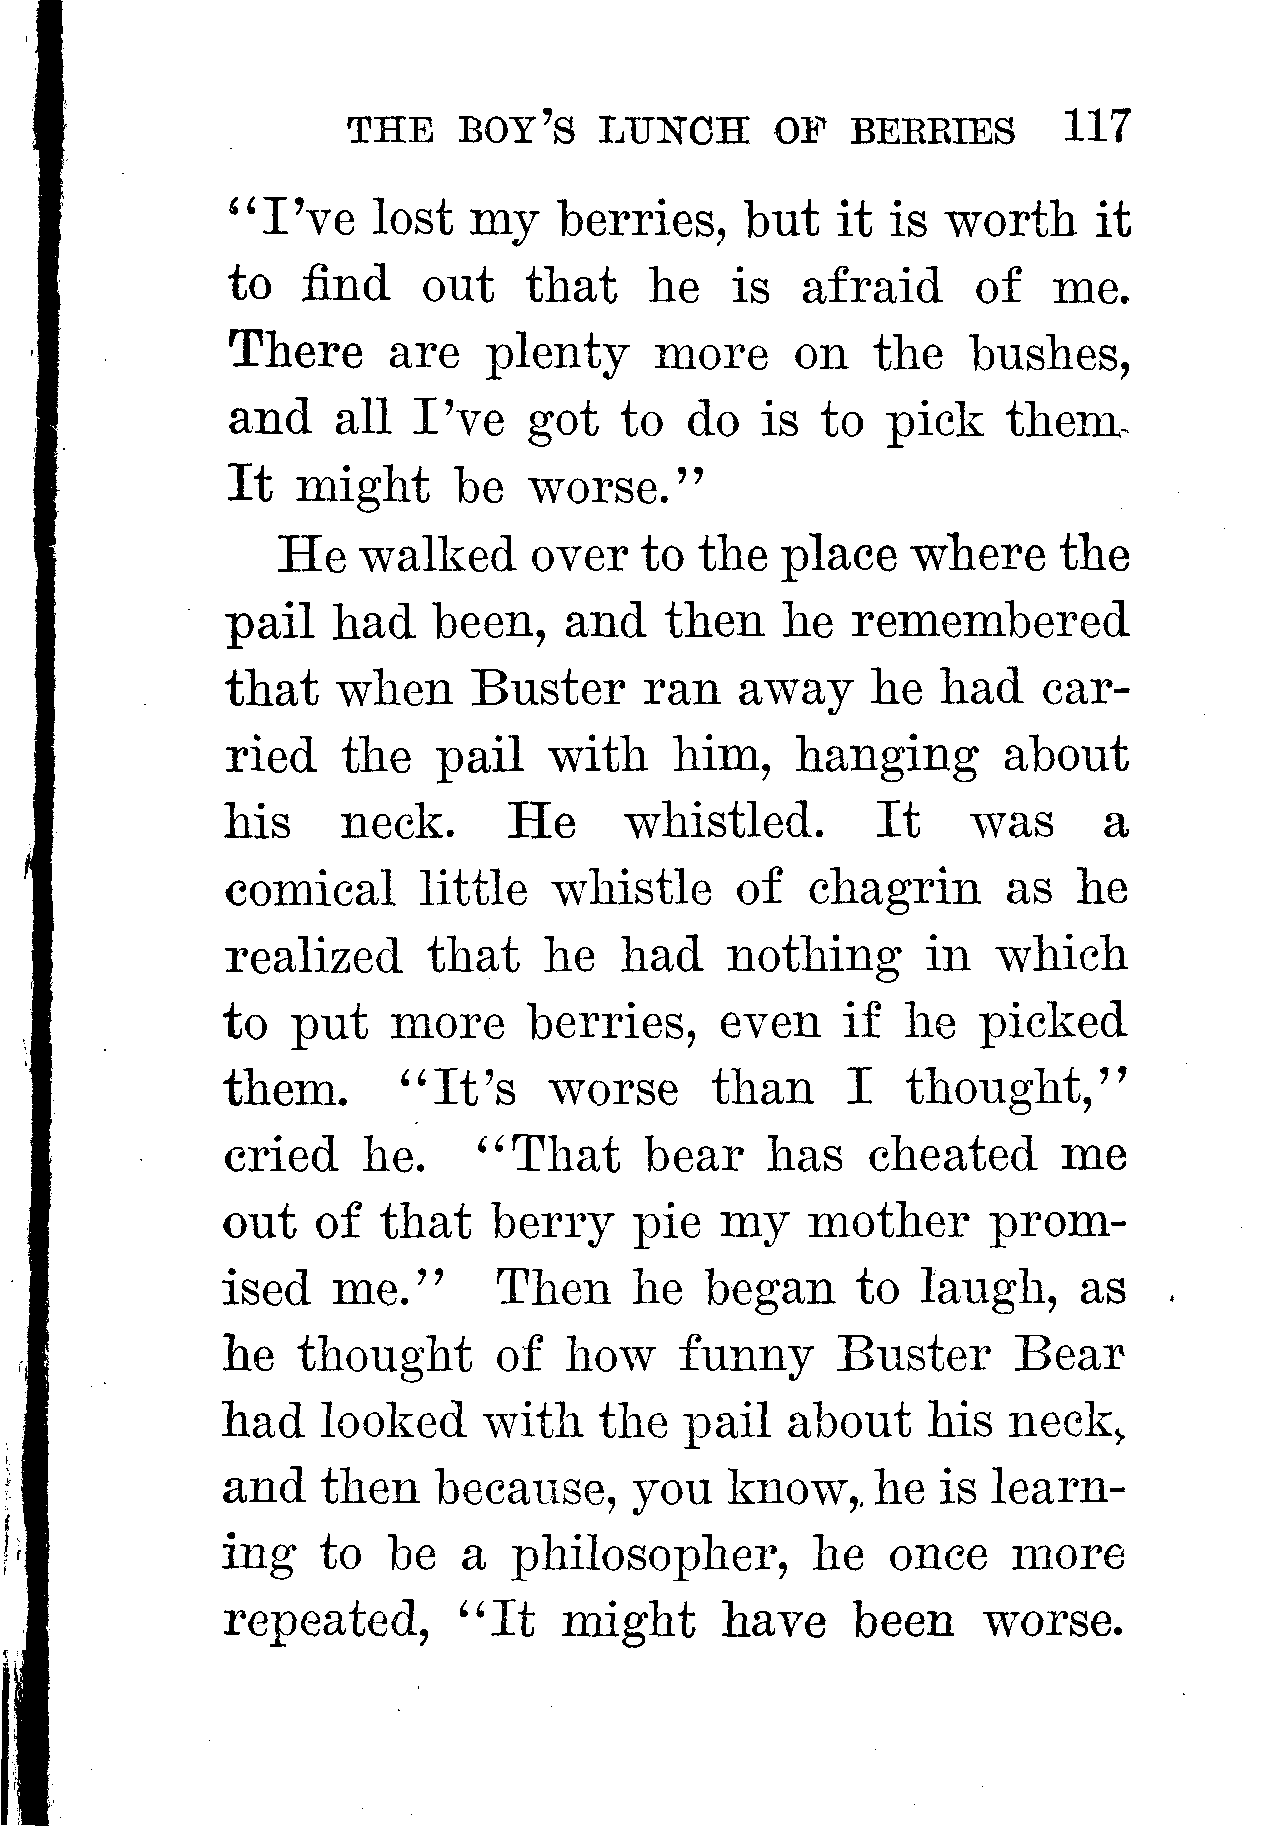 THE BOY'S LUNCH OF BERRIES 117
"I've lost my berries, but it is worth it
to find out that he is afraid of me.
There are plenty more on the bushes,
and all I've got to do is to pick them.
It might be worse."
He walked over to the place where the
pail had been, and then he remembered
that when Buster ran away he had car-
ried the pail with him, hanging about
his neck. He whistled. It was a
comical little whistle of chagrin as he
realized that he had nothing in which
to put more berries, even if he picked
them. "It's worse than I thought,"
cried he. "That bear has cheated me
out of that berry pie my mother prom-
ised me." Then he began to laugh, as
he thought of how funny Buster Bear
had looked with the pail about his neck,
and then because, you know, he is learn-
ing to be a philosopher, he once more
repeated, "It might have been worse.